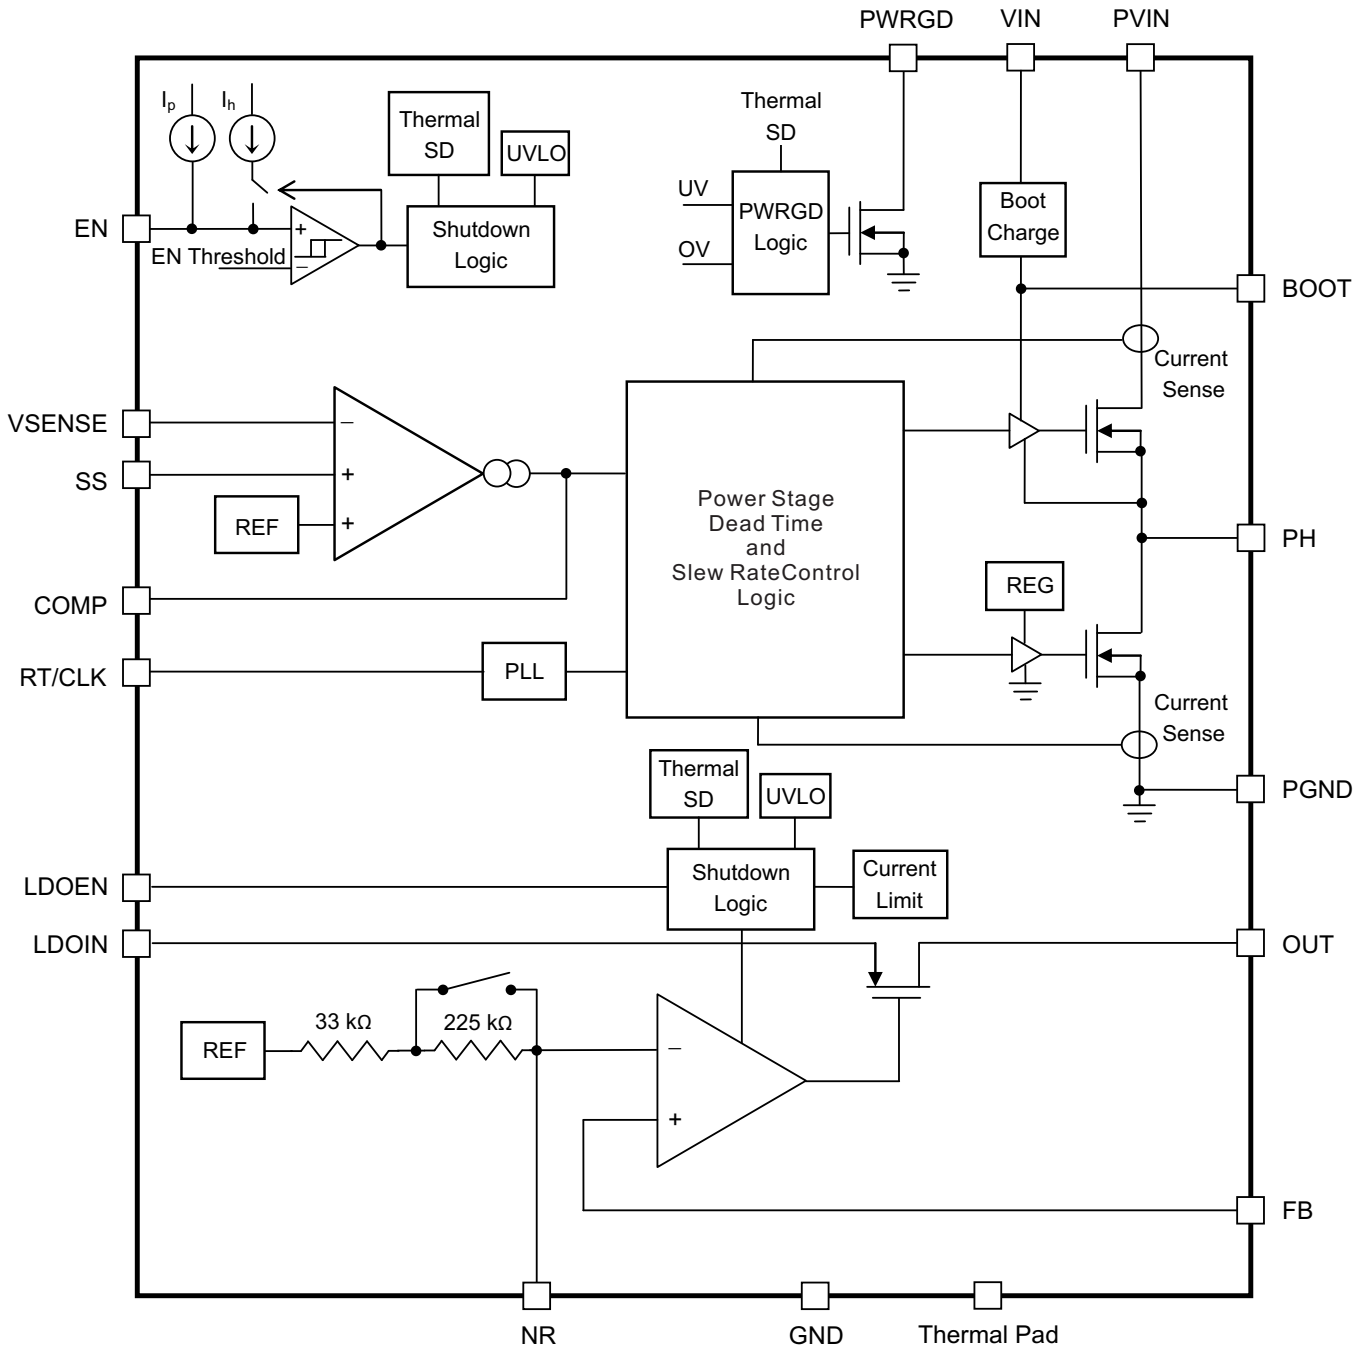 PWRGD
VIN
PVIN
I_p
I_h
Thermal
SD
UVLO
Thermal
SD
UV
PWRGD
Logic
OV
Boot
Charge
EN
+
EN Threshold
−
Shutdown
Logic
BOOT
Current
Sense
VSENSE
−
SS
+
REF
+
Power Stage
Dead Time
and
Slew RateControl
Logic
PH
REG
COMP
RT/CLK
PLL
Current
Sense
Thermal
SD
UVLO
PGND
LDOEN
Shutdown
Logic
Current
Limit
LDOIN
OUT
REF
33 kΩ
225 kΩ
−
+
FB
NR
GND
Thermal Pad